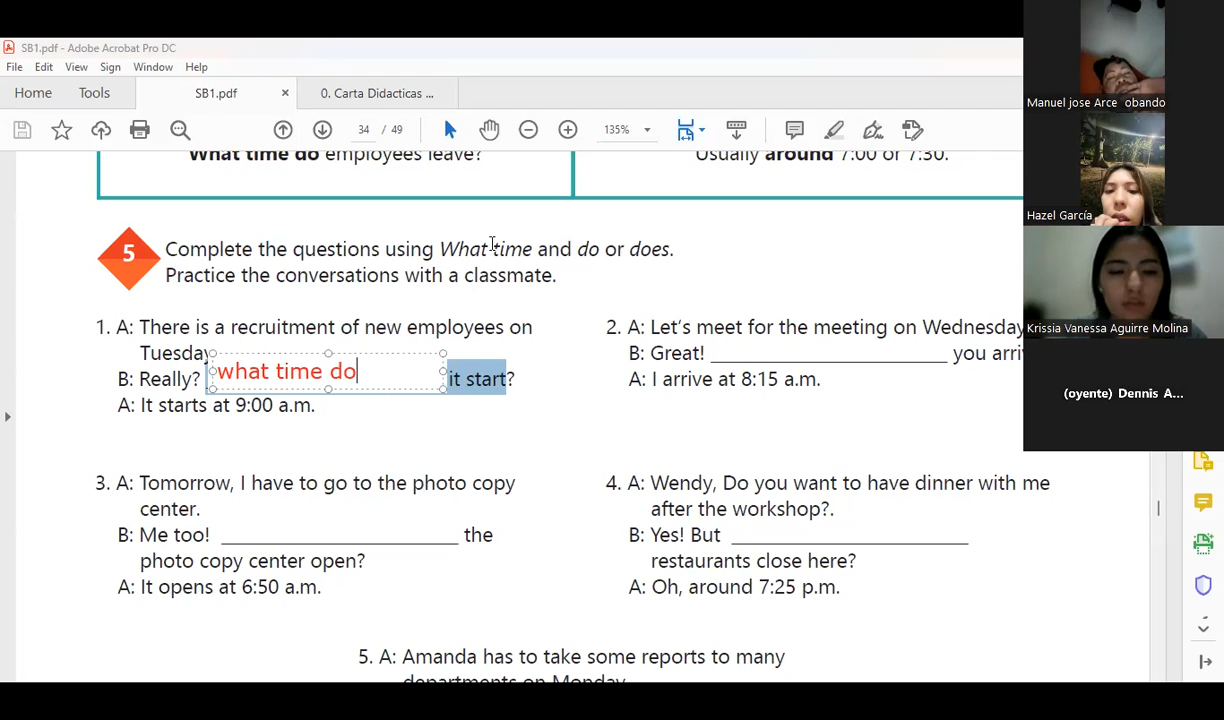 SB1.pdf - Adobe Acrobat Pro DC
File Edit View Sign Window Help
Home Tools SB1.pdf × 0. Carta Didacticas ...
34 / 49 135%
What time do employees leave? Usually around 7:00 or 7:30.
5 Complete the questions using What time and do or does.
Practice the conversations with a classmate.
1. A: There is a recruitment of new employees on
Tuesday
B: Really? what time do it start?
A: It starts at 9:00 a.m.
2. A: Let's meet for the meeting on Wednesday
B: Great! ______________________ you arri
A: I arrive at 8:15 a.m.
3. A: Tomorrow, I have to go to the photo copy
center.
B: Me too! ______________________ the
photo copy center open?
A: It opens at 6:50 a.m.
4. A: Wendy, Do you want to have dinner with me
after the workshop?.
B: Yes! But ______________________
restaurants close here?
A: Oh, around 7:25 p.m.
5. A: Amanda has to take some reports to many
departments on Monday
Manuel jose Arce obando
Hazel García
Krissia Vanessa Aguirre Molina
(oyente) Dennis A...